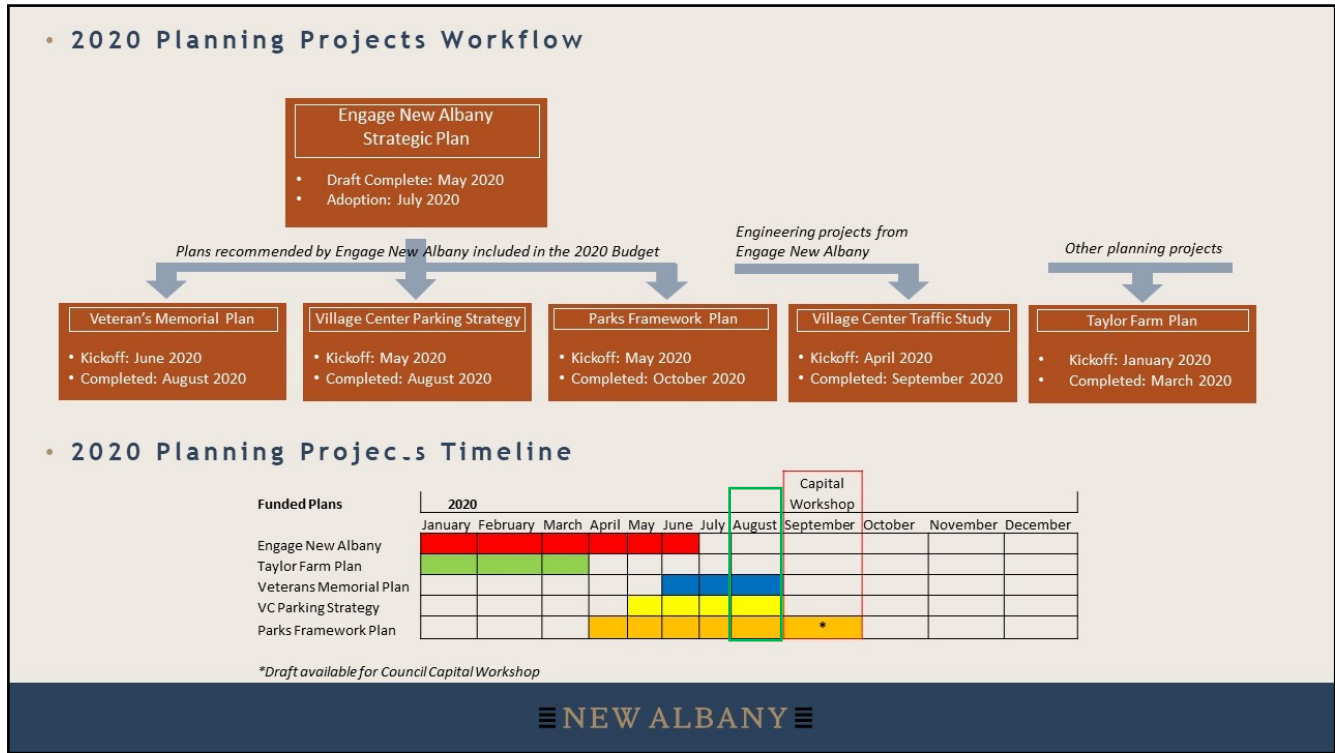 • 2020 Planning Projects Workflow
Engage New Albany
Strategic Plan
• Draft Complete: May 2020
• Adoption: July 2020
Plans recommended by Engage New Albany included in the 2020 Budget
Engineering projects from
Engage New Albany
Other planning projects
Veteran's Memorial Plan
• Kickoff: June 2020
• Completed: August 2020
Village Center Parking Strategy
• Kickoff: May 2020
• Completed: August 2020
Parks Framework Plan
• Kickoff: May 2020
• Completed: October 2020
Village Center Traffic Study
• Kickoff: April 2020
• Completed: September 2020
Taylor Farm Plan
• Kickoff: January 2020
• Completed: March 2020
• 2020 Planning Projects Timeline
Capital
Funded Plans 2020 Workshop
January February March April May June July August September October November December
Engage New Albany
Taylor Farm Plan
Veterans Memorial Plan
VC Parking Strategy
Parks Framework Plan *
*Draft available for Council Capital Workshop
NEW ALBANY